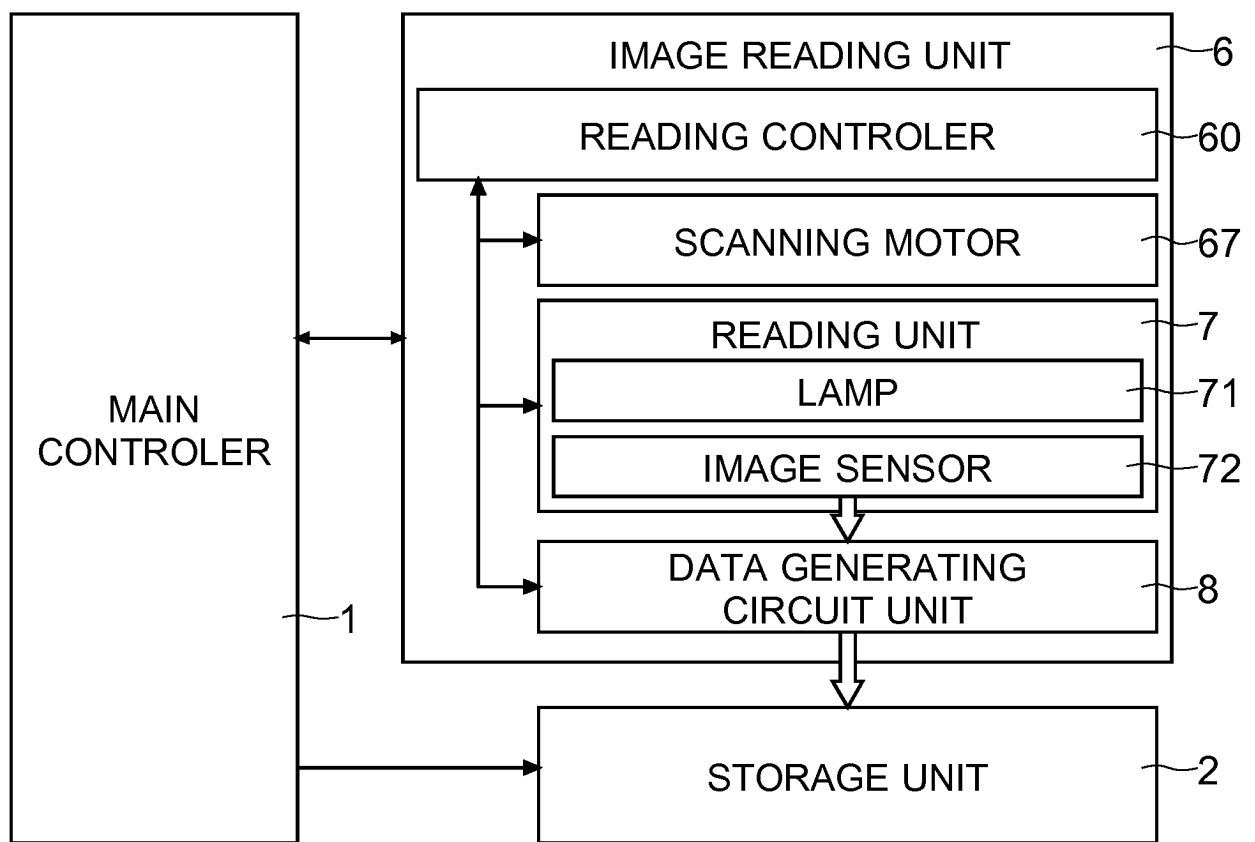 IMAGE READING UNIT
6
READING CONTROLER
60
SCANNING MOTOR
67
READING UNIT
7
LAMP
71
IMAGE SENSOR
72
DATA GENERATING
CIRCUIT UNIT
8
MAIN
CONTROLER
1
STORAGE UNIT
2